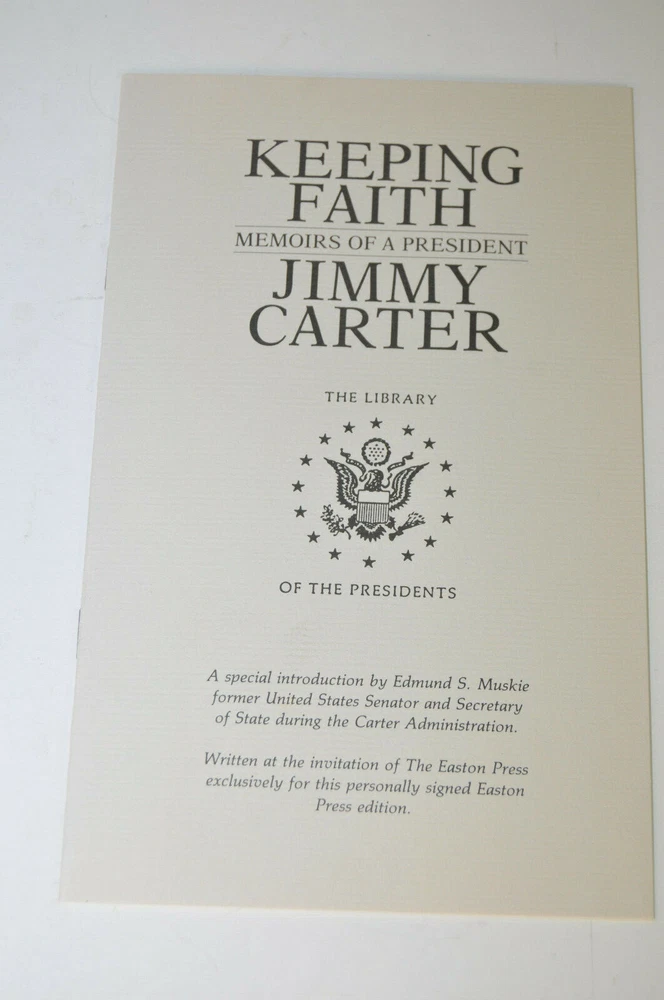 KEEPING
FAITH
MEMOIRS OF A PRESIDENT
JIMMY
CARTER
THE LIBRARY
OF THE PRESIDENTS
A special introduction by Edmund S. Muskie
former United States Senator and Secretary
of State during the Carter Administration.
Written at the invitation of The Easton Press
exclusively for this personally signed Easton
Press edition.